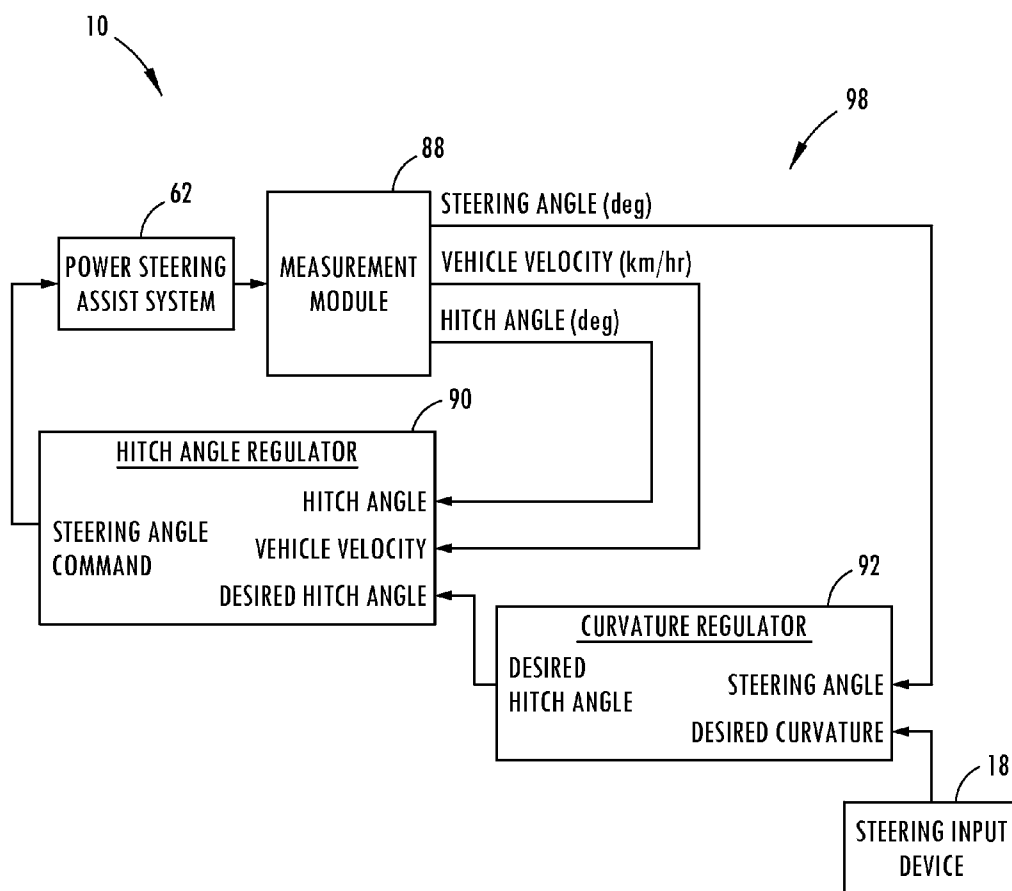 10
98
88
62
STEERING ANGLE (deg)
POWER STEERING
ASSIST SYSTEM
MEASUREMENT
MODULE
VEHICLE VELOCITY (km/hr)
HITCH ANGLE (deg)
90
HITCH ANGLE REGULATOR
HITCH ANGLE
STEERING ANGLE
COMMAND
VEHICLE VELOCITY
DESIRED HITCH ANGLE
92
CURVATURE REGULATOR
DESIRED
HITCH ANGLE
STEERING ANGLE
DESIRED CURVATURE
18
STEERING INPUT
DEVICE